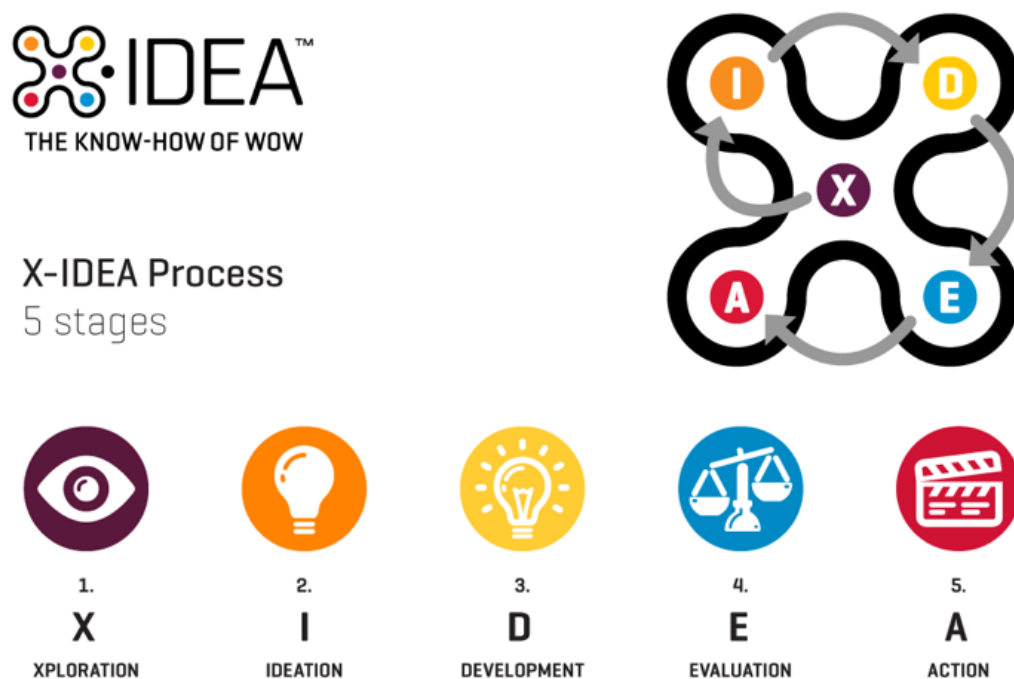 IDEA™
THE KNOW-HOW OF WOW
I
D
X
A
E
X-IDEA Process
5 stages
1.
X
XPLORATION
2.
I
IDEATION
3.
D
DEVELOPMENT
4.
E
EVALUATION
5.
A
ACTION